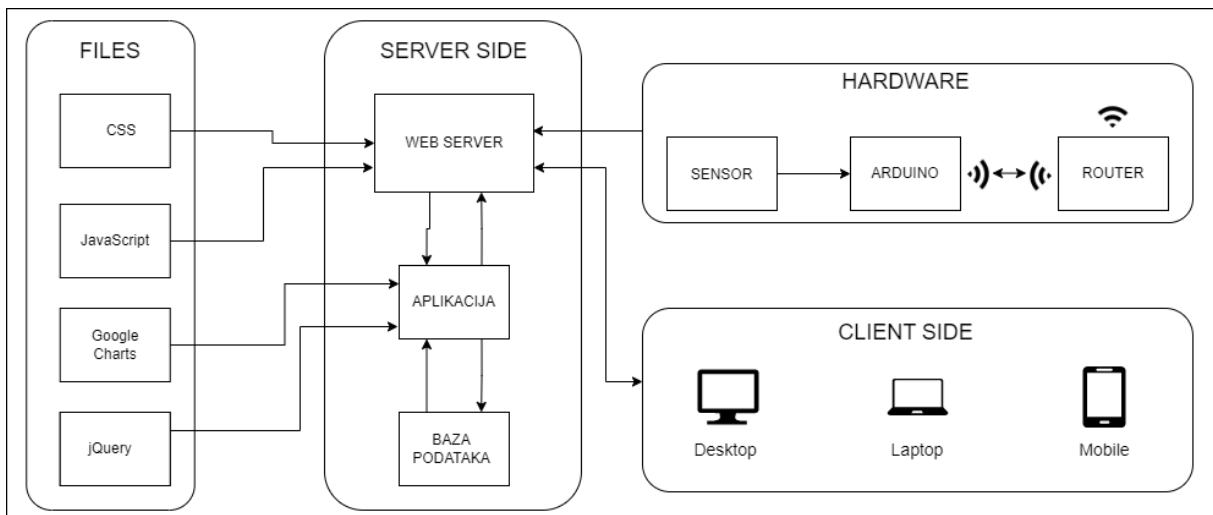 FILES
CSS
JavaScript
Google
Charts
jQuery
SERVER SIDE
WEB SERVER
APLIKACIJA
BAZA
PODATAKA
HARDWARE
SENSOR
ARDUINO
ROUTER
CLIENT SIDE
Desktop
Laptop
Mobile